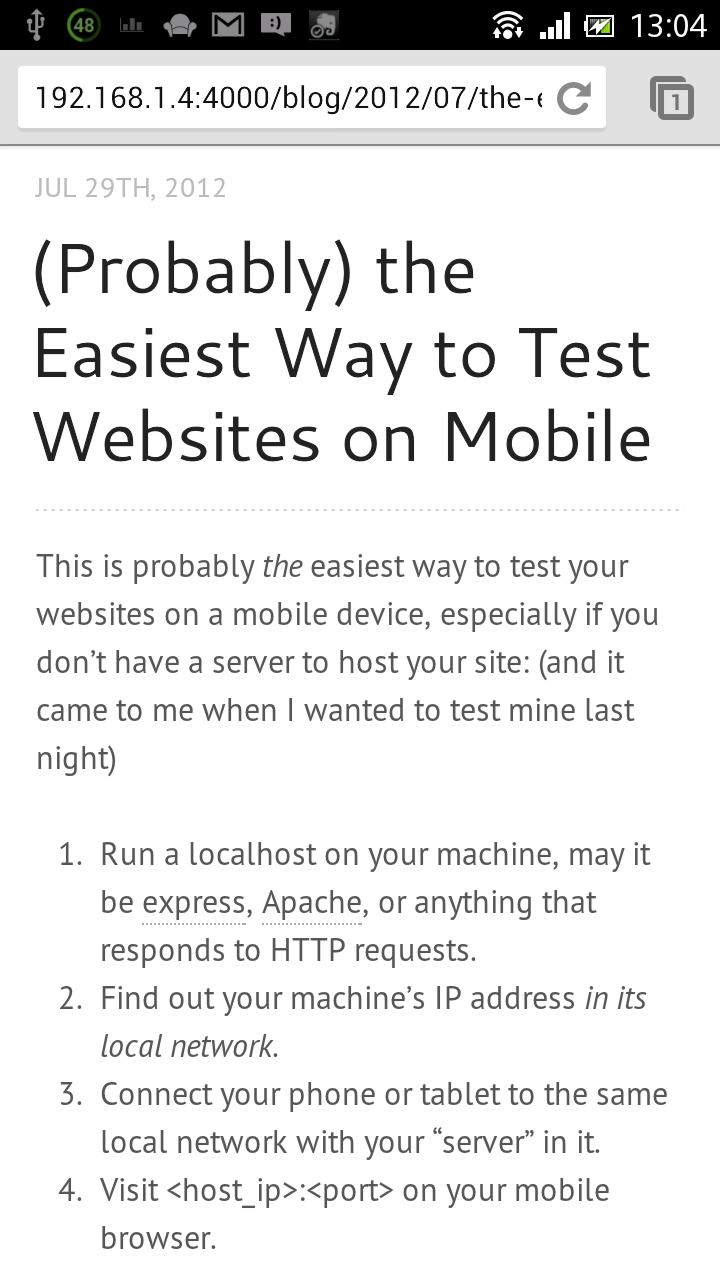 48
13:04
192.168.1.4:4000/blog/2012/07/the-
1
JUL 29TH, 2012
(Probably) the
Easiest Way to Test
Websites on Mobile
This is probably the easiest way to test your
websites on a mobile device, especially if you
don’t have a server to host your site: (and it
came to me when I wanted to test mine last
night)
1. Run a localhost on your machine, may it
be express, Apache, or anything that
responds to HTTP requests.
2. Find out your machine’s IP address in its
local network.
3. Connect your phone or tablet to the same
local network with your “server” in it.
4. Visit <host_ip>:<port> on your mobile
browser.